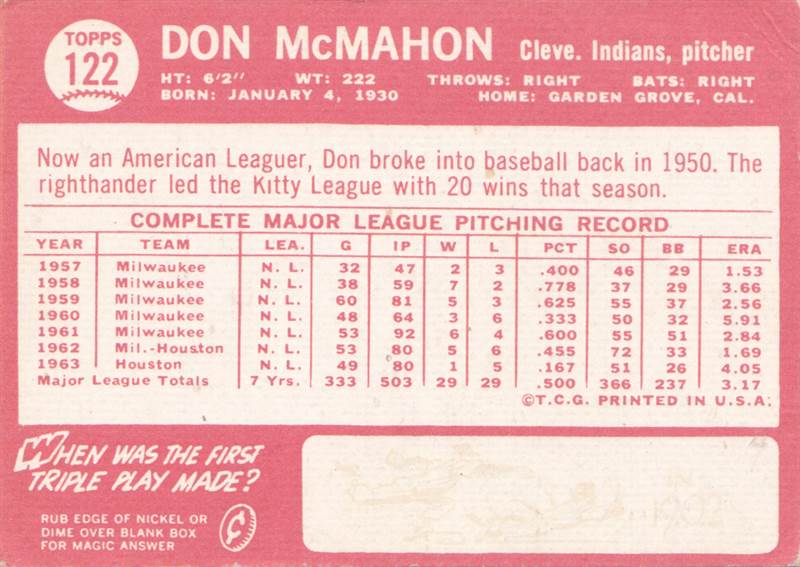 TOPPS
122
DON McMAHON Cleve. Indians, pitcher
HT: 6'2" WT: 222 THROWS: RIGHT BATS: RIGHT
BORN: JANUARY 4, 1930 HOME: GARDEN GROVE, CAL.
Now an American Leaguer, Don broke into baseball back in 1950. The
righthander led the Kitty League with 20 wins that season.
COMPLETE MAJOR LEAGUE PITCHING RECORD
YEAR TEAM LEA. G IP W L PCT SO BB ERA
1957 Milwaukee N. L. 32 47 2 3 .400 46 29 1.53
1958 Milwaukee N. L. 38 59 7 2 .778 37 29 3.66
1959 Milwaukee N. L. 60 81 5 3 .625 55 37 2.56
1960 Milwaukee N. L. 48 64 3 6 .333 50 32 5.91
1961 Milwaukee N. L. 53 92 6 4 .600 55 51 2.84
1962 Mil.-Houston N. L. 53 80 5 6 .455 72 33 1.69
1963 Houston N. L. 49 80 1 5 .167 51 26 4.05
Major League Totals 7 Yrs. 333 503 29 29 .500 366 237 3.17
©T.C.G. PRINTED IN U.S.A.
WHEN WAS THE FIRST
TRIPLE PLAY MADE?
RUB EDGE OF NICKEL OR
DIME OVER BLANK BOX
FOR MAGIC ANSWER
¢